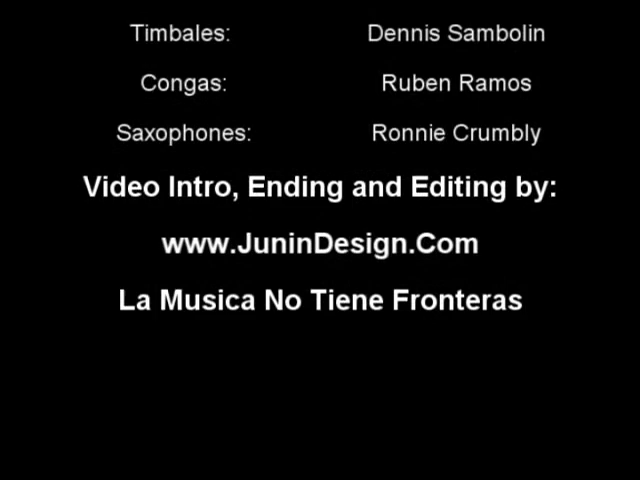 Timbales: Dennis Sambolin
Congas: Ruben Ramos
Saxophones: Ronnie Crumbly
Video Intro, Ending and Editing by:
www.JuninDesign.Com
La Musica No Tiene Fronteras